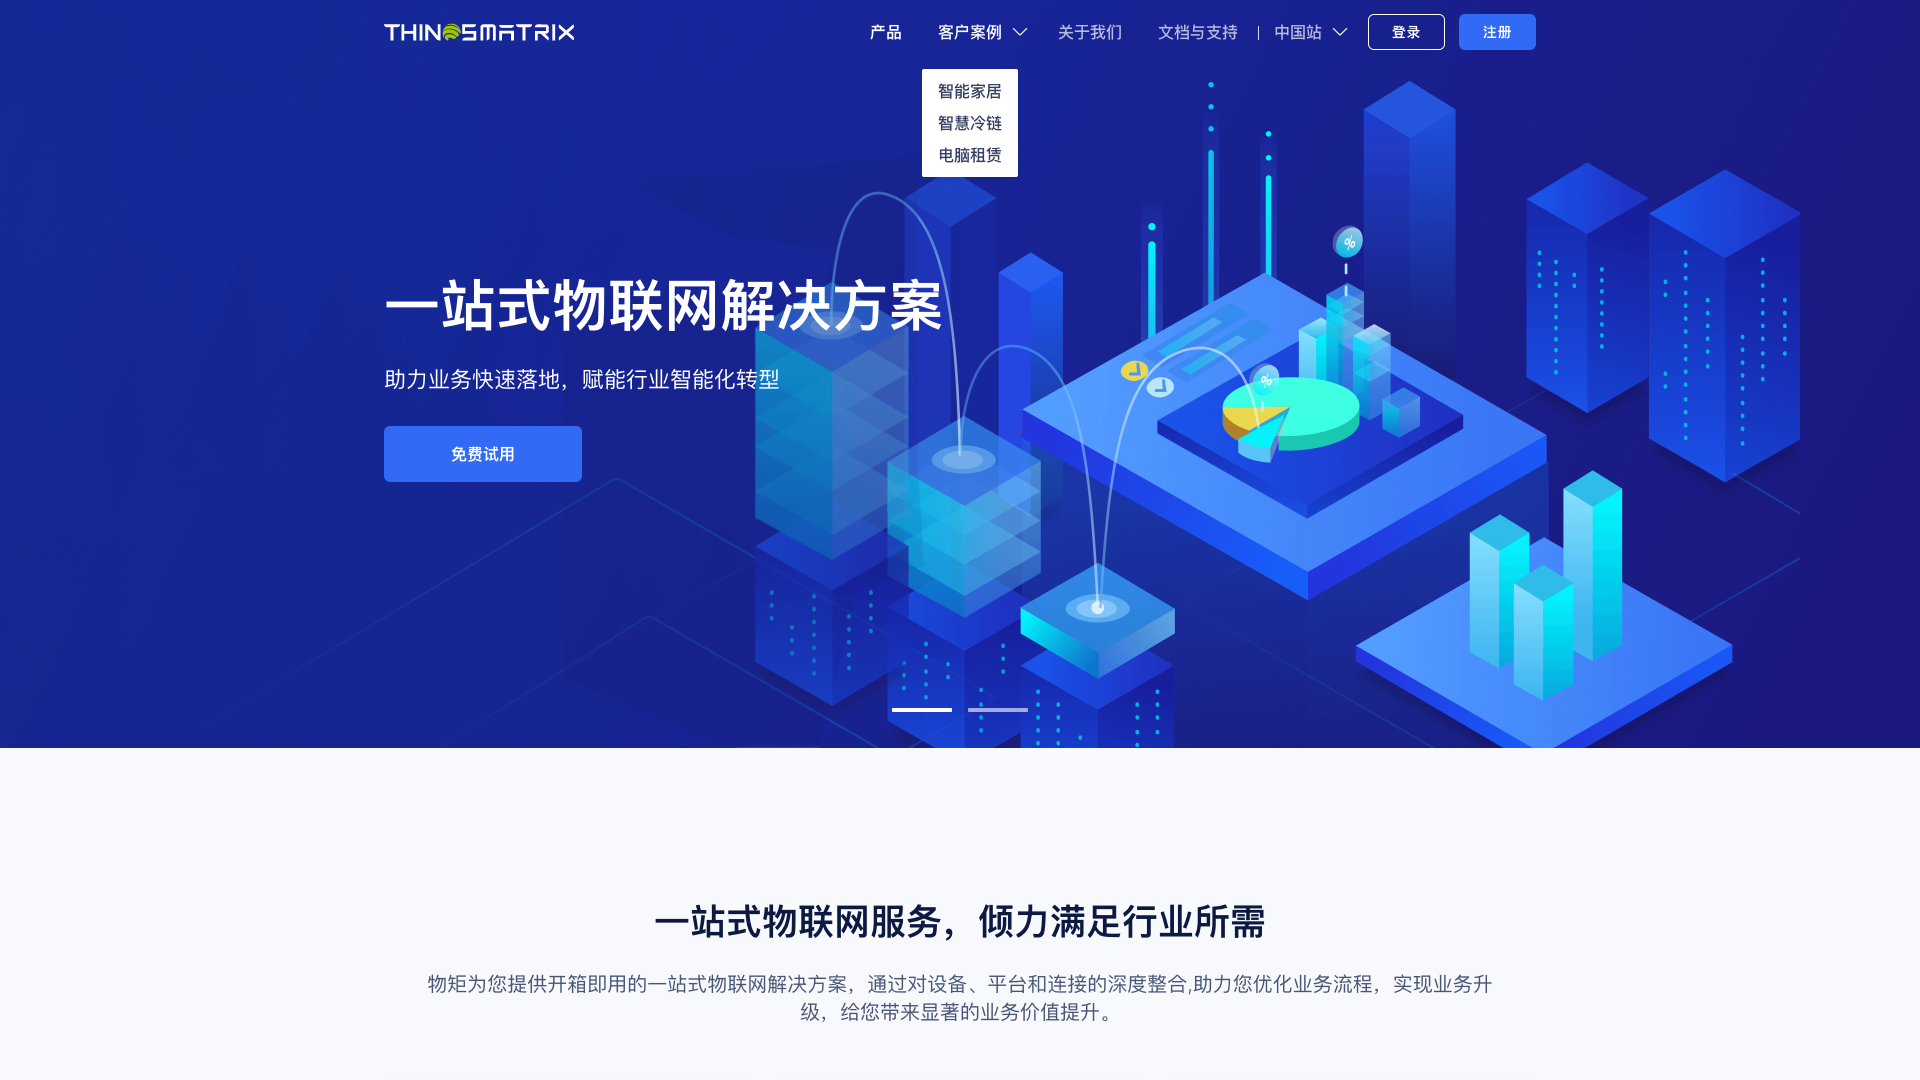 THINGSMATRIX
产品
客户案例
关于我们
文档与支持
|
中国站
登录
注册
智能家居
智慧冷链
电脑租赁
一站式物联网解决方案
助力业务快速落地，赋能行业智能化转型
免费试用
%
%
一站式物联网服务，倾力满足行业所需
物矩为您提供开箱即用的一站式物联网解决方案，通过对设备、平台和连接的深度整合,助力您优化业务流程，实现业务升
级，给您带来显著的业务价值提升。